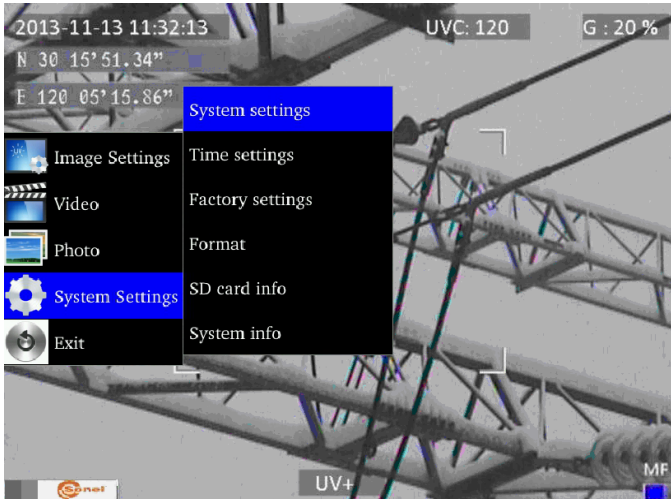 2013-11-13 11:32:13
UVC: 120
G : 20 %
N 30 15'51.34"
E 120 05'15.86"
System settings
Image Settings
Time settings
Video
Factory settings
Photo
Format
System Settings
SD card info
Exit
System info
Sonel
UV+
MF